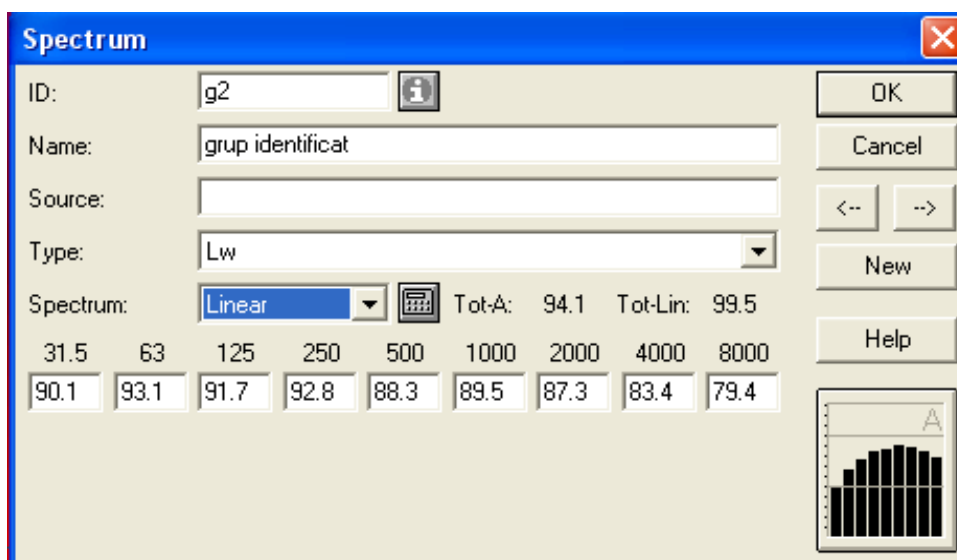 Spectrum
ID: g2 OK
Name: grup identificat Cancel
Source: <-- -->
Type: Lw New
Spectrum: Linear Tot-A: 94.1 Tot-Lin: 99.5
Help
31.5 63 125 250 500 1000 2000 4000 8000
90.1 93.1 91.7 92.8 88.3 89.5 87.3 83.4 79.4
A